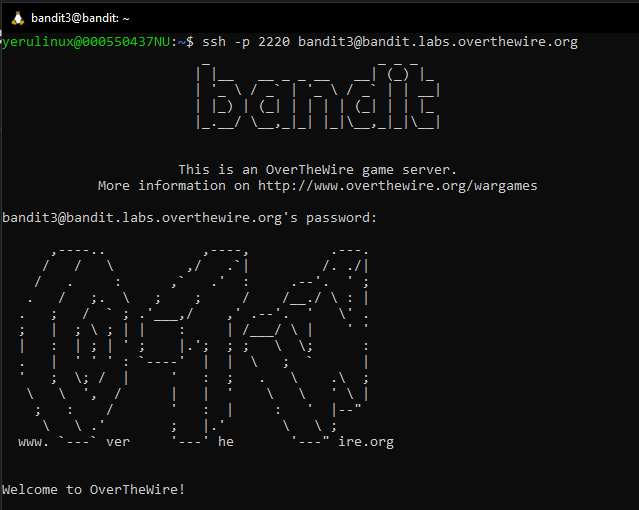 bandit3@bandit: ~
yerulinux@000550437NU:~$ ssh -p 2220 bandit3@bandit.labs.overthewire.org
bandit
This is an OverTheWire game server.
More information on http://www.overthewire.org/wargames
bandit3@bandit.labs.overthewire.org's password:
www. `---` ver '---' he '---" ire.org
Welcome to OverTheWire!